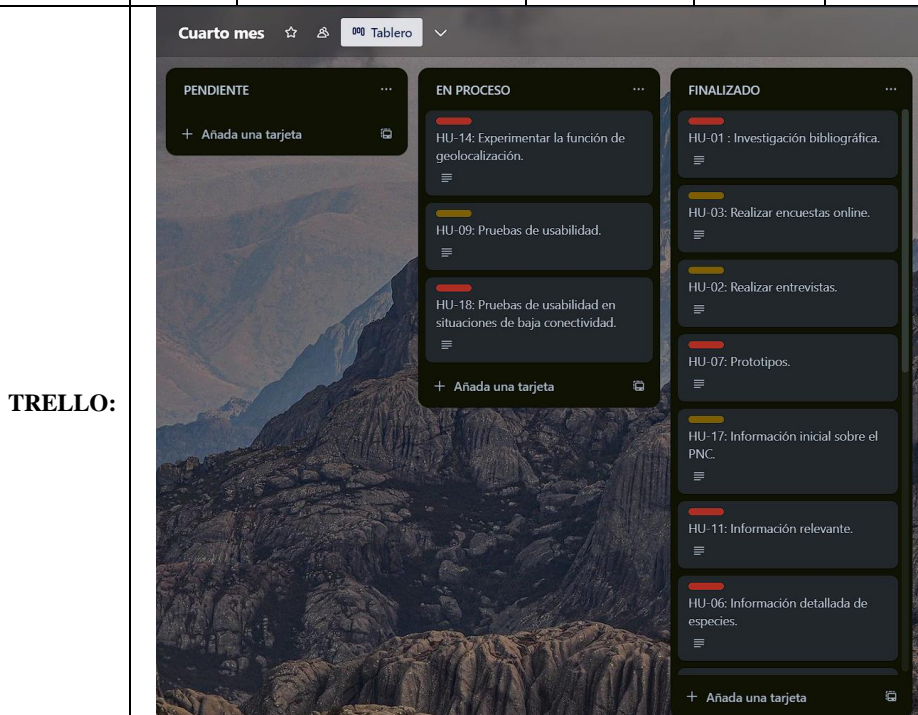 TRELLO:
Cuarto mes
Tablero
PENDIENTE
+ Añada una tarjeta
EN PROCESO
HU-14: Experimentar la función de
geolocalización.
HU-09: Pruebas de usabilidad.
HU-18: Pruebas de usabilidad en
situaciones de baja conectividad.
+ Añada una tarjeta
FINALIZADO
HU-01 : Investigación bibliográfica.
HU-03: Realizar encuestas online.
HU-02: Realizar entrevistas.
HU-07: Prototipos.
HU-17: Información inicial sobre el
PNC.
HU-11: Información relevante.
HU-06: Información detallada de
especies.
+ Añada una tarjeta